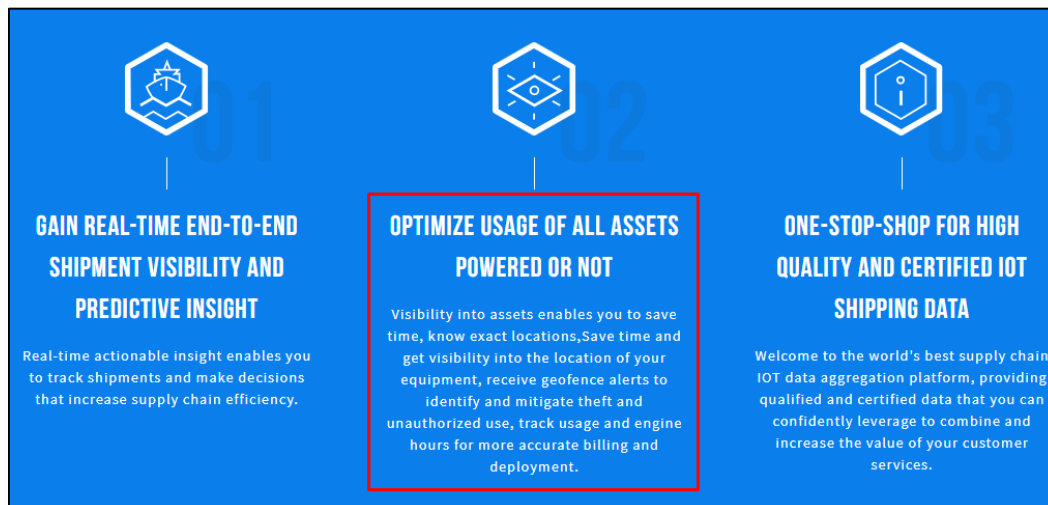 01
GAIN REAL-TIME END-TO-END
SHIPMENT VISIBILITY AND
PREDICTIVE INSIGHT
Real-time actionable insight enables you
to track shipments and make decisions
that increase supply chain efficiency.
02
OPTIMIZE USAGE OF ALL ASSETS
POWERED OR NOT
Visibility into assets enables you to save
time, know exact locations,Save time and
get visibility into the location of your
equipment, receive geofence alerts to
identify and mitigate theft and
unauthorized use, track usage and engine
hours for more accurate billing and
deployment.
03
ONE-STOP-SHOP FOR HIGH
QUALITY AND CERTIFIED IOT
SHIPPING DATA
Welcome to the world's best supply chain
IOT data aggregation platform, providing
qualified and certified data that you can
confidently leverage to combine and
increase the value of your customer
services.